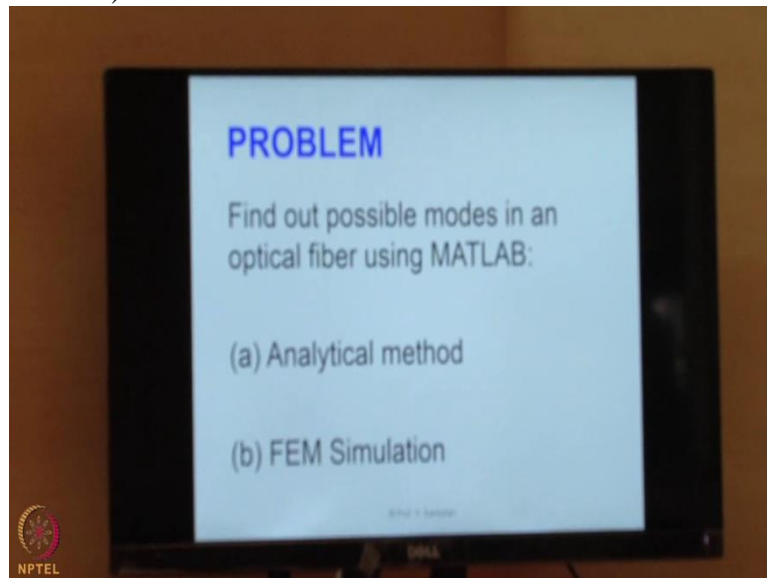 PROBLEM
Find out possible modes in an
optical fiber using MATLAB:
(a) Analytical method
(b) FEM Simulation
DELL
NPTEL